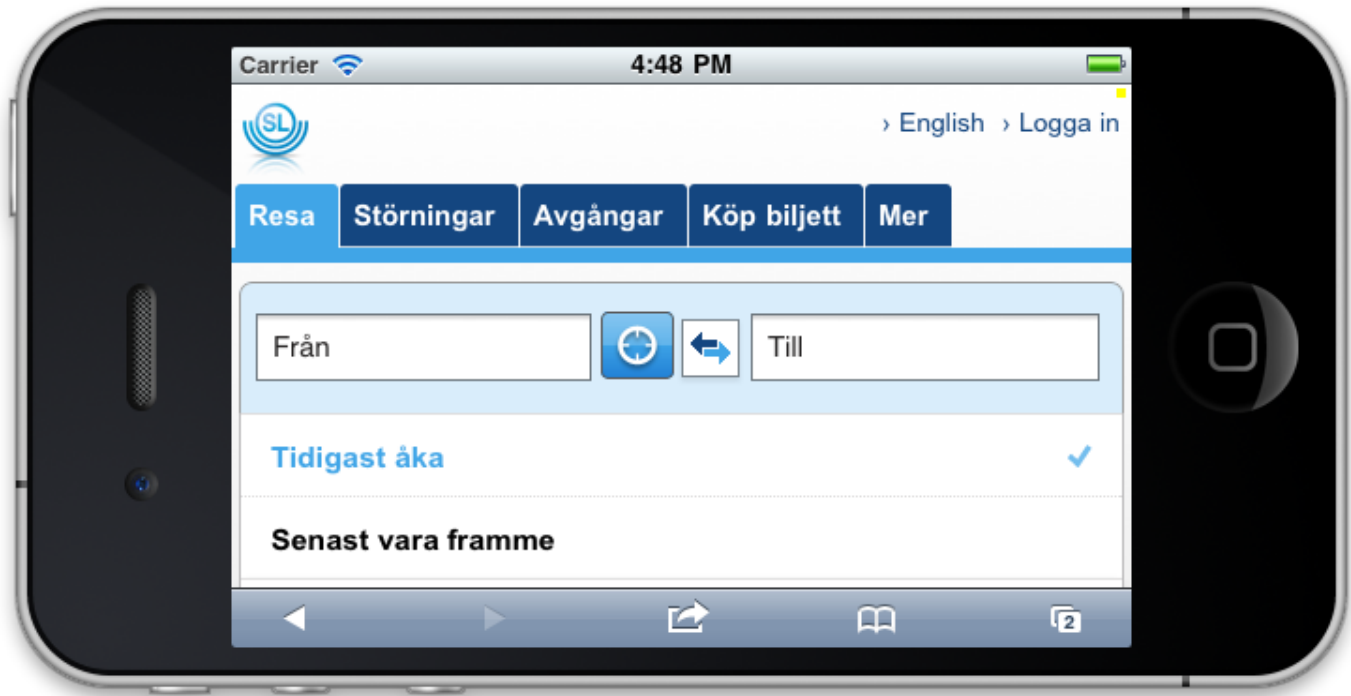 Carrier 4:48 PM
SL
› English › Logga in
Resa Störningar Avgångar Köp biljett Mer
Från Till
Tidigast åka
Senast vara framme
2